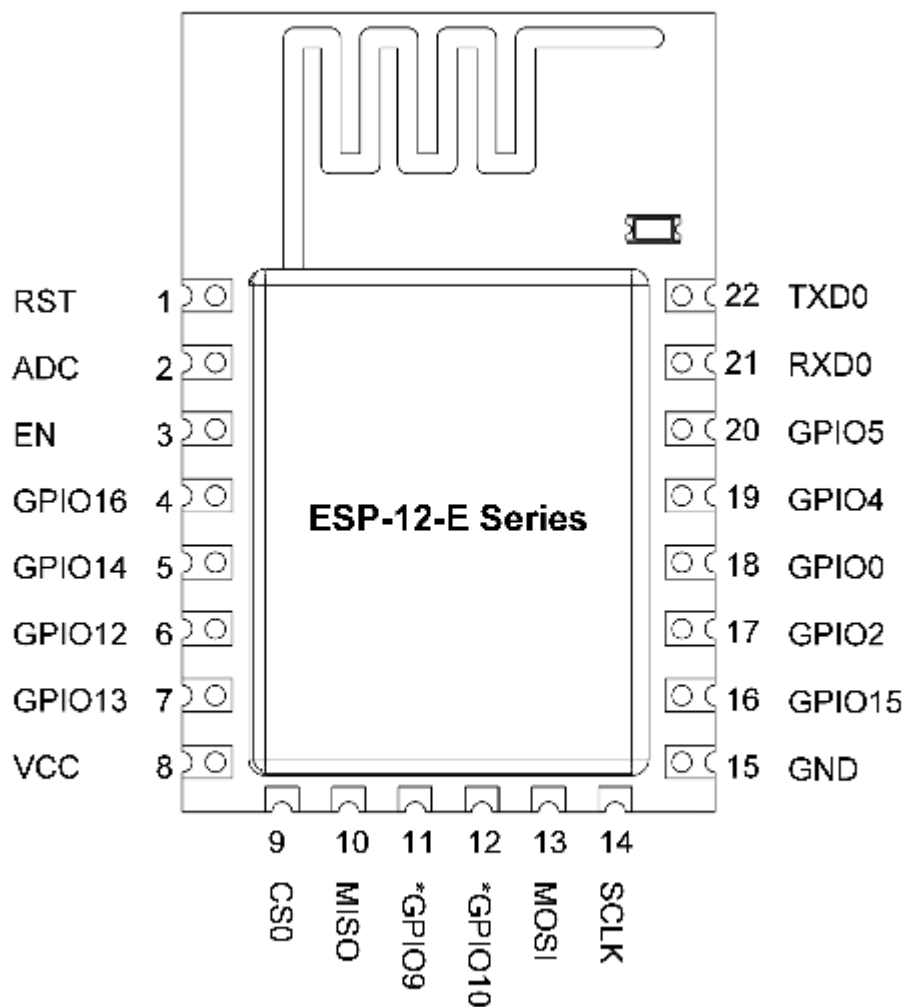 RST 1
ADC 2
EN 3
GPIO16 4
GPIO14 5
GPIO12 6
GPIO13 7
VCC 8
ESP-12-E Series
22 TXD0
21 RXD0
20 GPIO5
19 GPIO4
18 GPIO0
17 GPIO2
16 GPIO15
15 GND
9 10 11 12 13 14
CS0
MISO
*GPIO9
*GPIO10
MOSI
SCLK